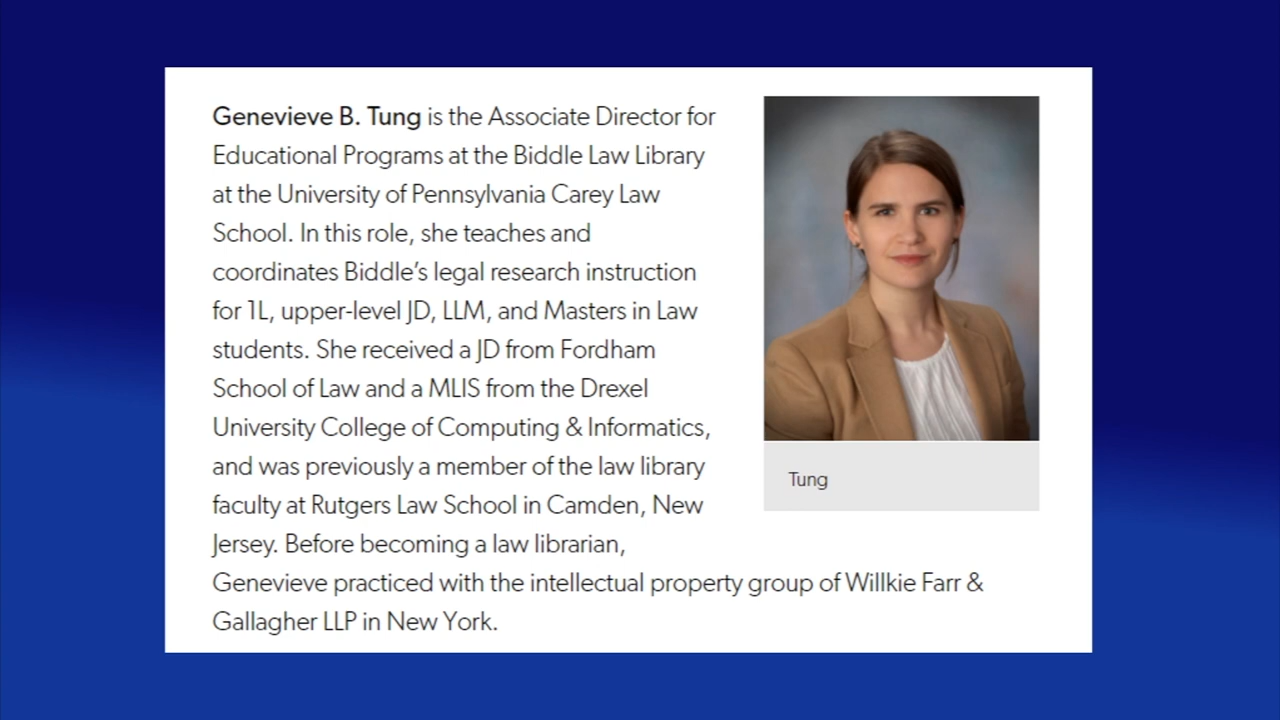 Genevieve B. Tung is the Associate Director for
Educational Programs at the Biddle Law Library
at the University of Pennsylvania Carey Law
School. In this role, she teaches and
coordinates Biddle’s legal research instruction
for 1L, upper-level JD, LLM, and Masters in Law
students. She received a JD from Fordham
School of Law and a MLIS from the Drexel
University College of Computing & Informatics,
and was previously a member of the law library
faculty at Rutgers Law School in Camden, New
Jersey. Before becoming a law librarian,
Genevieve practiced with the intellectual property group of Willkie Farr &
Gallagher LLP in New York.
Tung